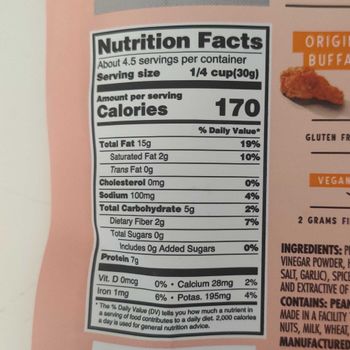 Nutrition Facts
About 4.5 servings per container
Serving size 1/4 cup(30g)
Amount per serving
Calories 170
% Daily Value*
Total Fat 15g 19%
Saturated Fat 2g 10%
Trans Fat 0g
Cholesterol 0mg 0%
Sodium 100mg 4%
Total Carbohydrate 5g 2%
Dietary Fiber 2g 7%
Total Sugars 0g
Includes 0g Added Sugars 0%
Protein 7g
Vit. D 0mcg 0% • Calcium 28mg 2%
Iron 1mg 6% • Potas. 195mg 4%
* The % Daily Value (DV) tells you how much a nutrient in
a serving of food contributes to a daily diet. 2,000 calories
a day is used for general nutrition advice.
ORIGI
BUFFA
GLUTEN FR
VEGAN
2 GRAMS FI
INGREDIENTS: P
VINEGAR POWDER,
SALT, GARLIC), SPICE
AND EXTRACTIVE OF
CONTAINS: PEAN
MADE IN A FACILITY
NUTS, MILK, WHEAT,
MANUFACTURED